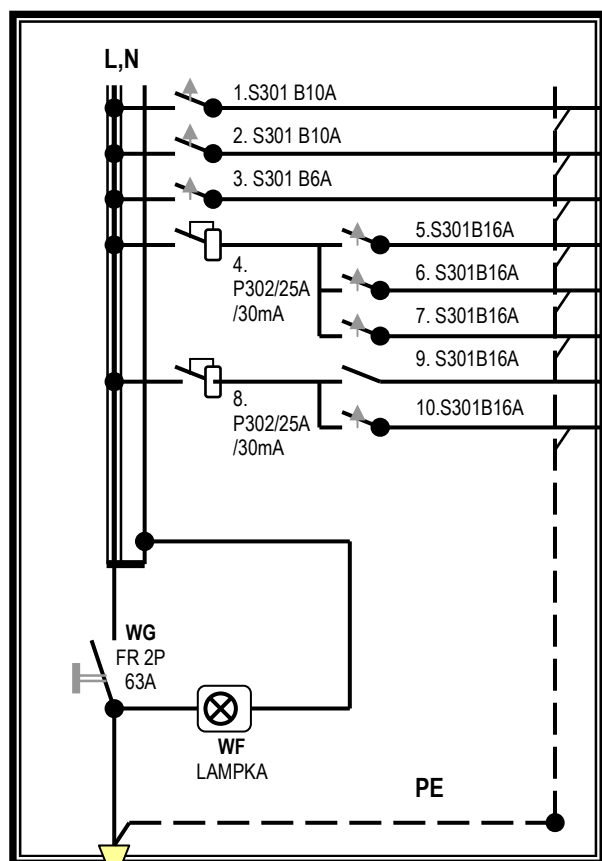 L,N
1.S301 B10A
2. S301 B10A
3. S301 B6A
4.
P302/25A
/30mA
5.S301B16A
6. S301B16A
7. S301B16A
8.
P302/25A
/30mA
9. S301B16A
10.S301B16A
WG
FR 2P
63A
WF
LAMPKA
PE